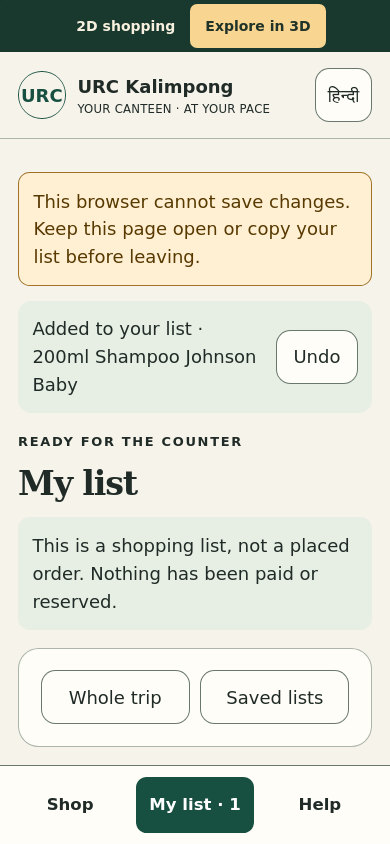 2D shopping
Explore in 3D
URC
URC Kalimpong
YOUR CANTEEN · AT YOUR PACE
हिन्दी
This browser cannot save changes.
Keep this page open or copy your
list before leaving.
Added to your list ·
200ml Shampoo Johnson
Baby
Undo
READY FOR THE COUNTER
My list
This is a shopping list, not a placed
order. Nothing has been paid or
reserved.
Whole trip
Saved lists
Shop
My list · 1
Help